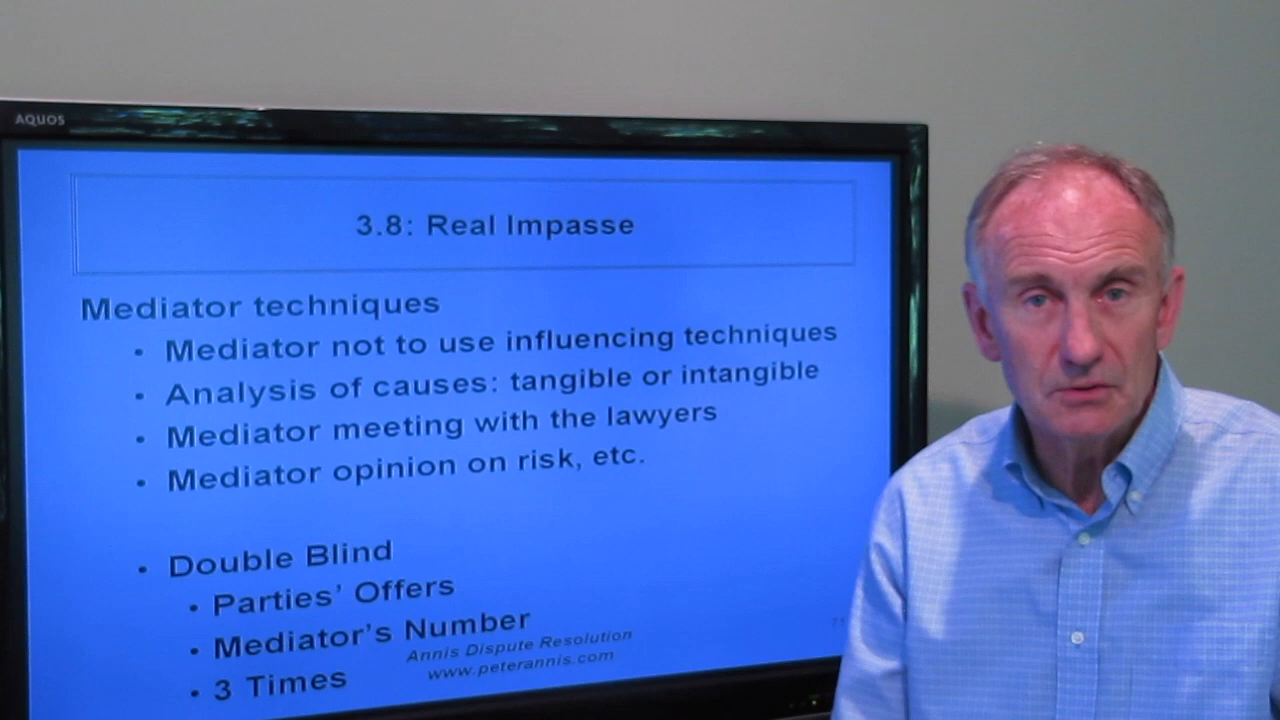 AQUOS
3.8: Real Impasse
Mediator techniques
• Mediator not to use influencing techniques
• Analysis of causes: tangible or intangible
• Mediator meeting with the lawyers
• Mediator opinion on risk, etc.
• Double Blind
• Parties’ Offers
• Mediator’s Number
• 3 Times
Annis Dispute Resolution
www.peterannis.com